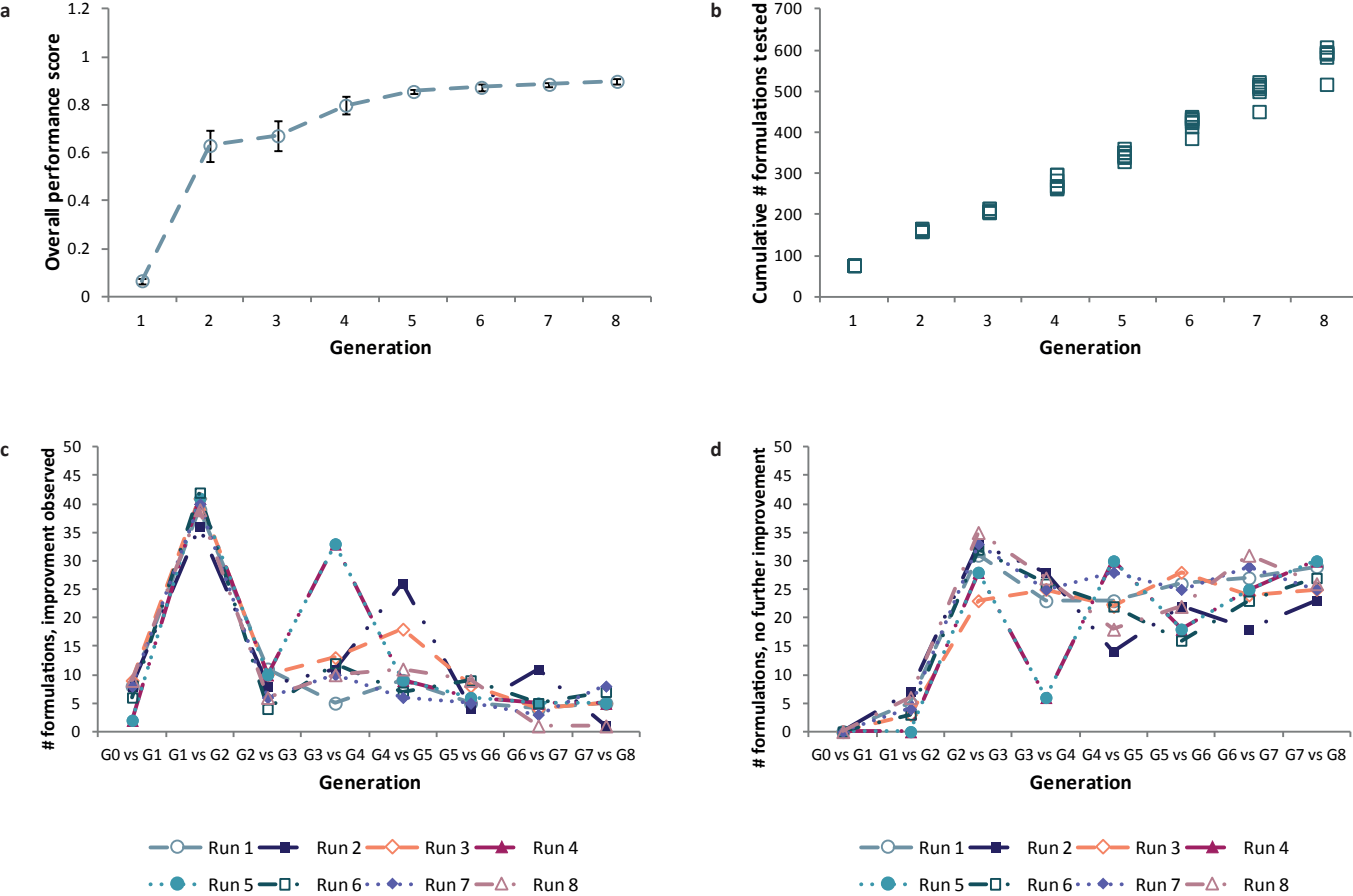 a
Overall performance score
1.2
1
0.8
0.6
0.4
0.2
0
1 2 3 4 5 6 7 8
Generation
b
Cumulative # formulations tested
700
600
500
400
300
200
100
0
1 2 3 4 5 6 7 8
Generation
c
# formulations, improvment observed
50
45
40
35
30
25
20
15
10
5
0
G0 vs G1 G1 vs G2 G2 vs G3 G3 vs G4 G4 vs G5 G5 vs G6 G6 vs G7 G7 vs G8
Generation
Run 1 Run 2 Run 3 Run 4
Run 5 Run 6 Run 7 Run 8
d
# formulations, no further improvement
50
45
40
35
30
25
20
15
10
5
0
G0 vs G1 G1 vs G2 G2 vs G3 G3 vs G4 G4 vs G5 G5 vs G6 G6 vs G7 G7 vs G8
Generation
Run 1 Run 2 Run 3 Run 4
Run 5 Run 6 Run 7 Run 8